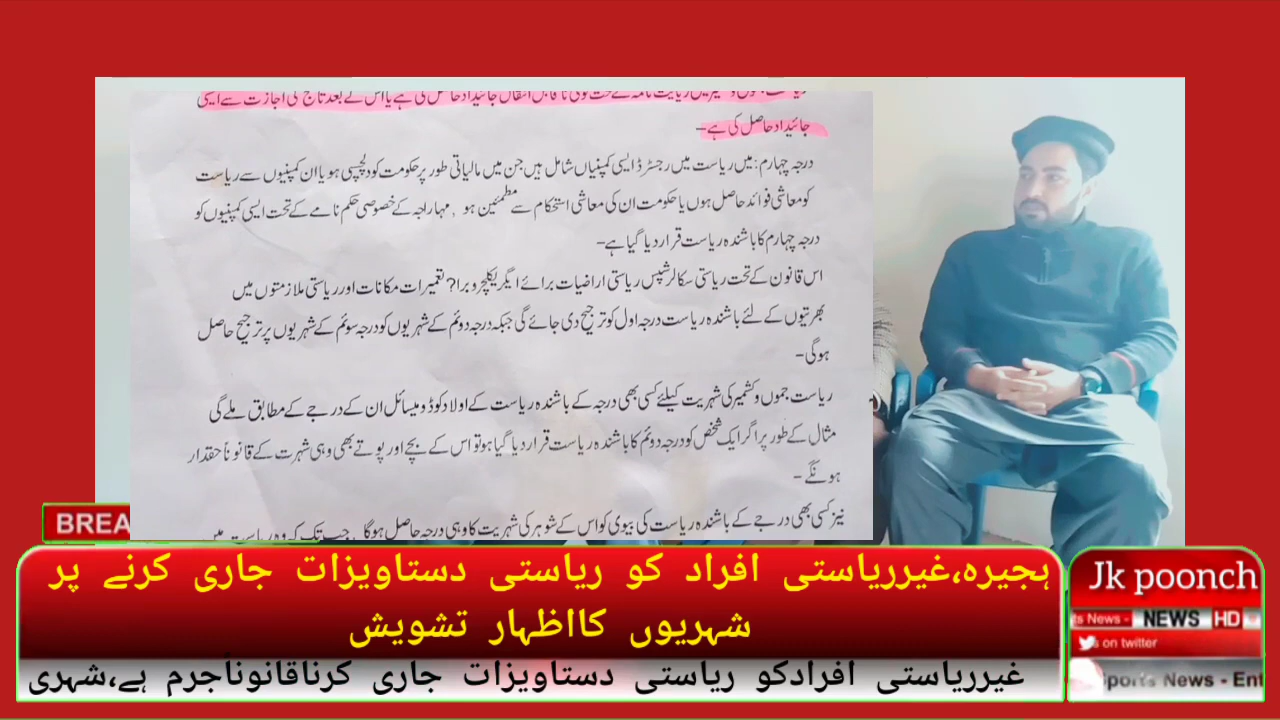 جائیداد حاصل کی ہے–
درجہ چہارم: میں ریاست میں رجسٹرڈ ایسی کمپنیاں شامل ہیں جن میں مالیاتی طور پر حکومت کو دلچسپی ہو یا ان کمپنیوں سے ریاست
کو معاشی فوائد حاصل ہوں یا حکومت ان کی معاشی استحکام سے مطمئین ہو , مہاراجہ کے خصوصی حکم نامے کے تحت ایسی کمپنیوں کو
درجہ چہارم کا باشندہ ریاست قرار دیا گیا ہے–
اس قانون کے تحت ریاستی سکالرشپس ریاستی اراضیات برائے ایگریکلچر و برا? تعمیرات مکانات اور ریاستی ملازمتوں میں
بھرتیوں کے لئے باشندہ ریاست درجہ اول کو ترجیح دی جائے گی جبکہ درجہ دوئم کے شہریوں کو درجہ سوئم کے شہریوں پر ترجیح حاصل
ہوگی–
ریاست جموں و کشمیر کی شہریت کیلئے کسی بھی درجہ کے باشندہ ریاست کے اولاد کو ڈومیسائل ان کے درجے کے مطابق ملے گی
مثال کے طور پر اگر ایک شخص کو درجہ دوئم کا باشندہ ریاست قرار دیا گیا ہو تو اس کے بچے اور پوتے بھی وہی شہرت کے قانوناً حقدار
ہونگے–
نیز کسی بھی درجے کے باشندہ ریاست کی بیوی کو اس کے شوہر کی شہریت کا وہی درجہ حاصل ہوگا
BREA
ہجیرہ،غیرریاستی افراد کو ریاستی دستاویزات جاری کرنے پر
شہریوں کااظہار تشویش
غیرریاستی افرادکو ریاستی دستاویزات جاری کرناقانوناًجرم ہے،شہری
Jk poonch
ts News - NEWS HD
s on twitter
Sports News - Ent